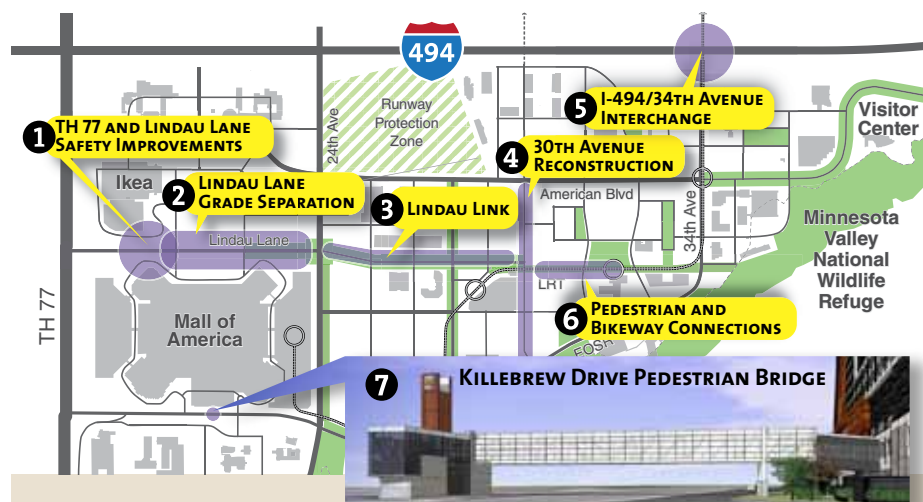 494
24th Ave
Runway
Protection
Zone
5
I-494/34TH AVENUE
INTERCHANGE
Visitor
Center
1
TH 77 AND LINDAU LANE
SAFETY IMPROVEMENTS
4
30TH AVENUE
RECONSTRUCTION
Ikea
2
LINDAU LANE
GRADE SEPARATION
3
LINDAU LINK
American Blvd
34th Ave
Lindau Lane
Minnesota
Valley
National
Wildlife
Refuge
TH 77
LRT
Mall of
America
6
PEDESTRIAN AND
BIKEWAY CONNECTIONS
7
KILLEBREW DRIVE PEDESTRIAN BRIDGE